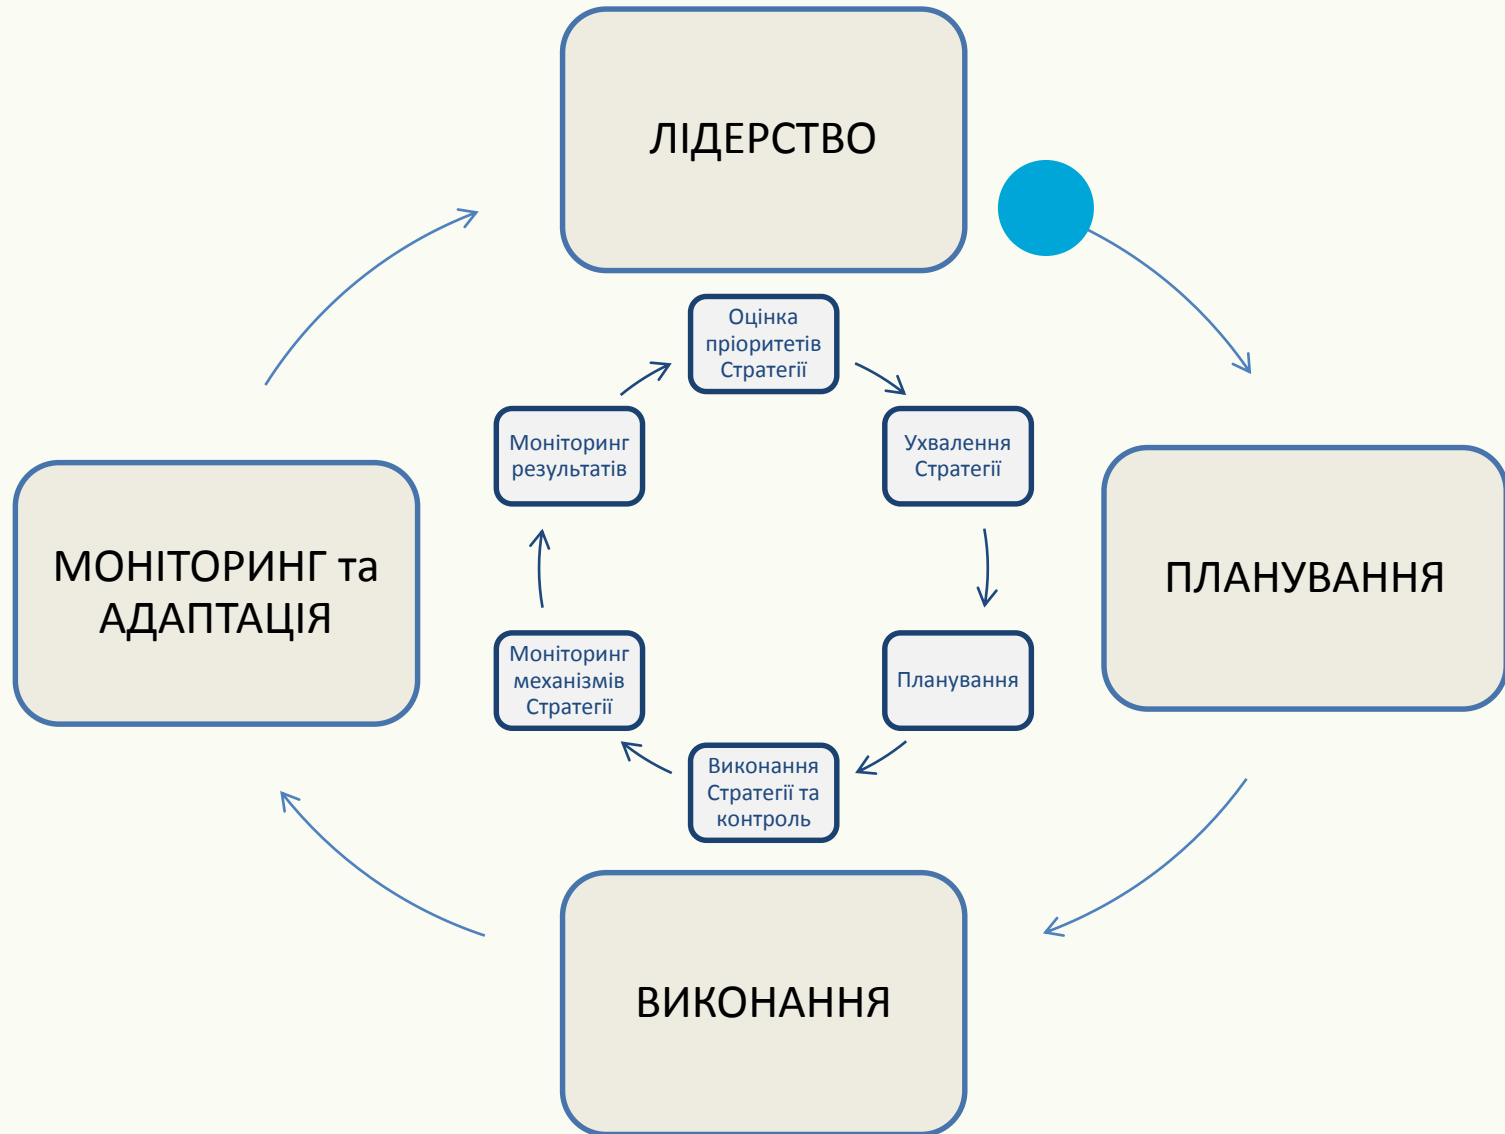 ЛІДЕРСТВО
Оцінка
пріоритетів
Стратегії
Ухвалення
Стратегії
ПЛАНУВАННЯ
Планування
Виконання
Стратегії та
контроль
ВИКОНАННЯ
Моніторинг
механізмів
Стратегії
Моніторинг
результатів
МОНІТОРИНГ та
АДАПТАЦІЯ